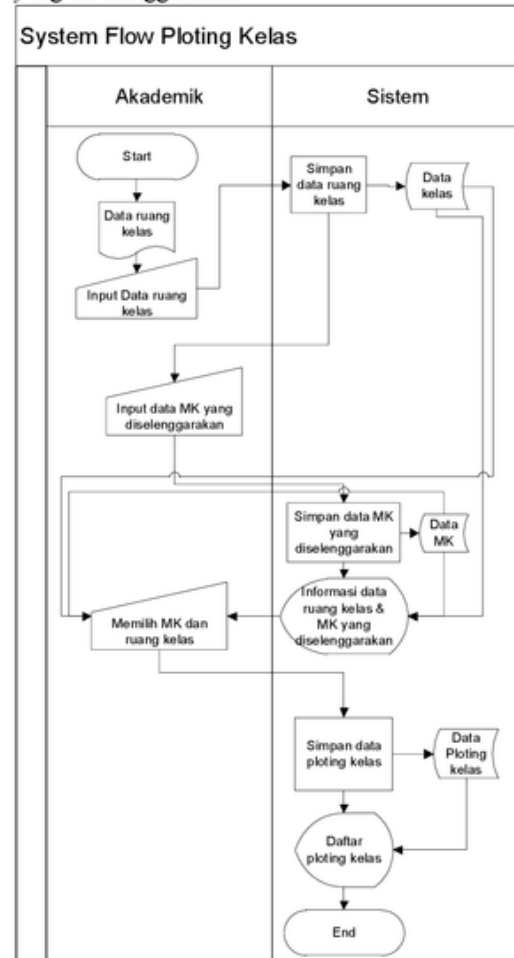 System Flow Ploting Kelas
Akademik
Sistem
Start
Simpan
data ruang
kelas
Data
kelas
Data ruang
kelas
Input Data ruang
kelas
Input data MK yang
diselenggarakan
Simpan data MK
yang
diselenggarakan
Data
MK
Informasi data
ruang kelas &
MK yang
diselenggarakan
Memilih MK dan
ruang kelas
Simpan data
ploting kelas
Data
Ploting
kelas
Daftar
ploting kelas
End